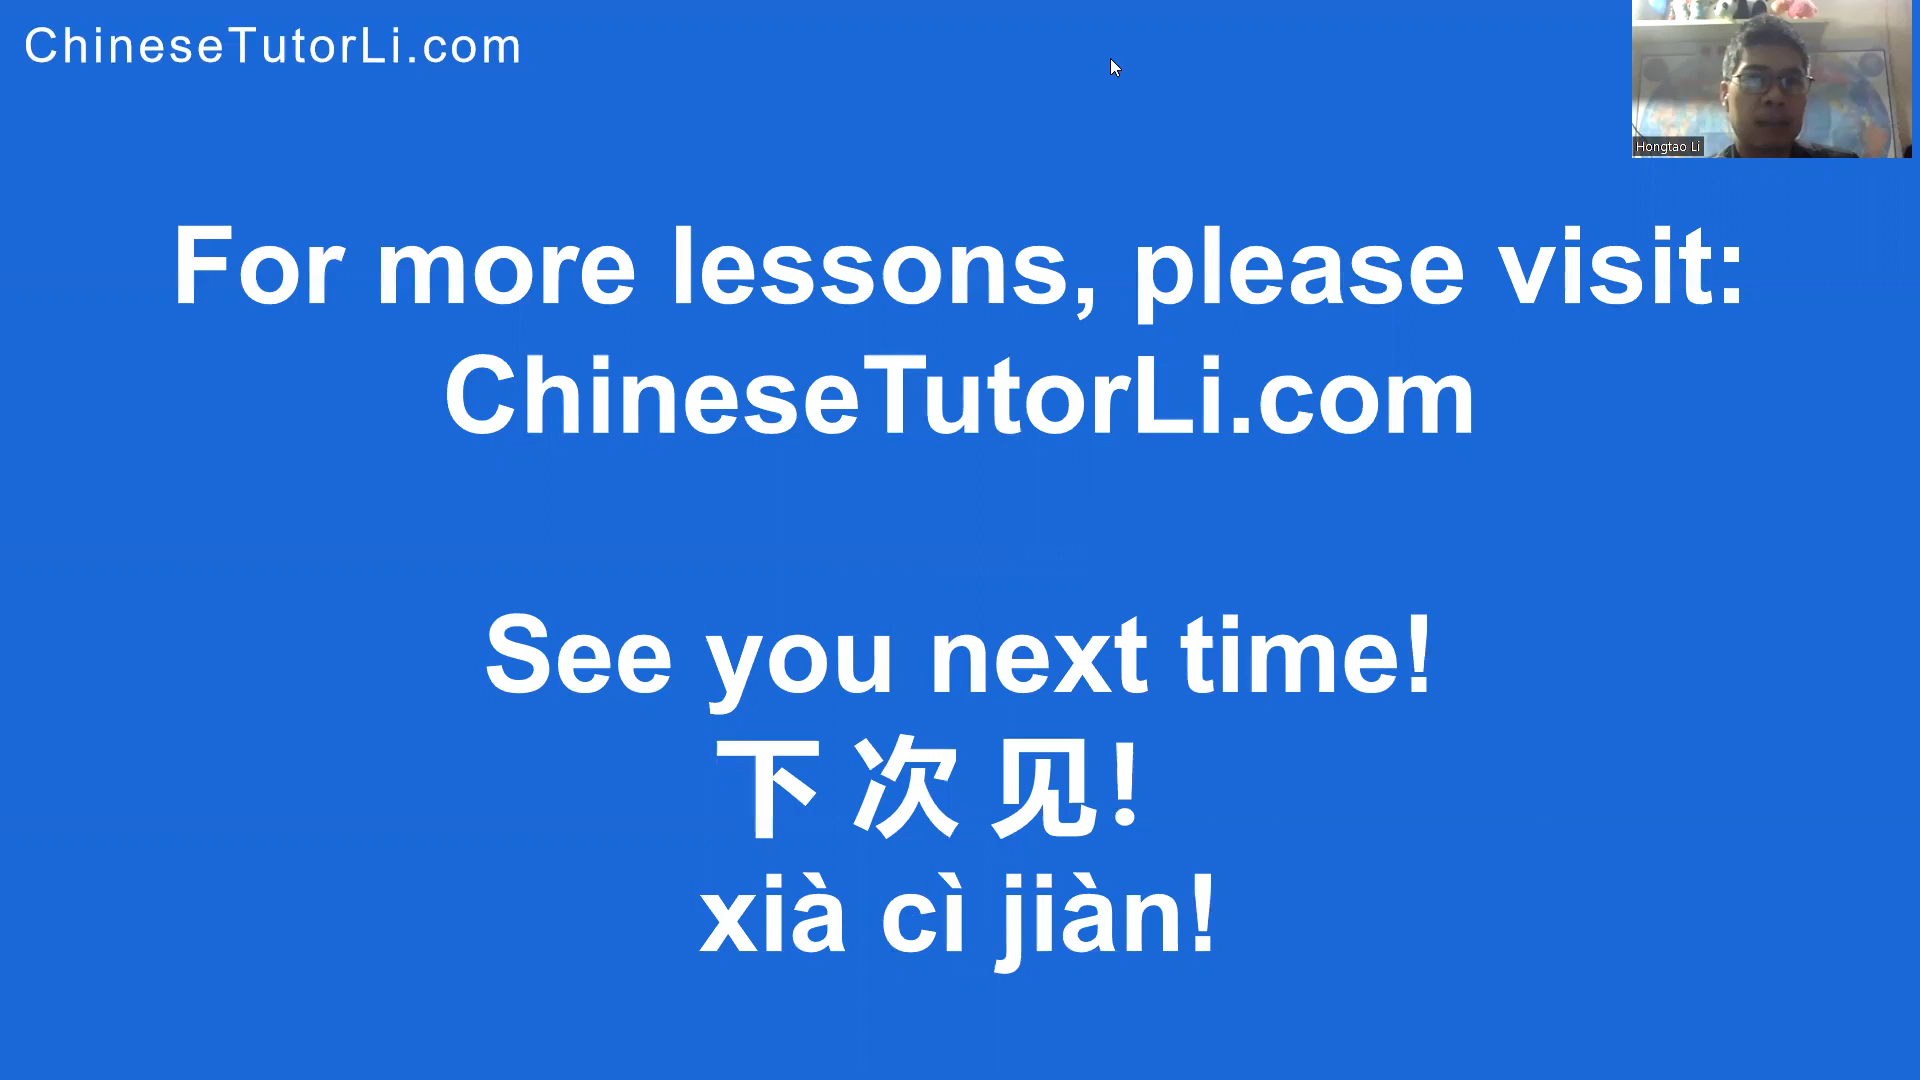 ChineseTutorLi.com
Hongtao Li
For more lessons, please visit:
ChineseTutorLi.com
See you next time!
下次见!
xià cì jiàn!